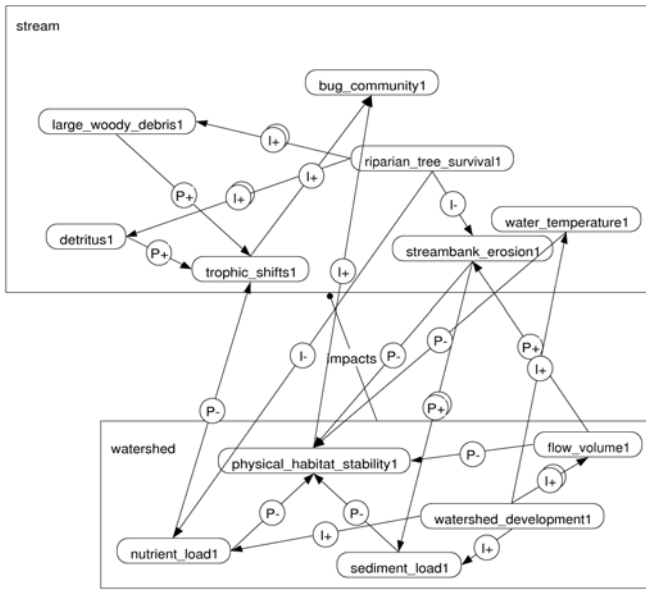 stream
bug_community1
large_woody_debris1
I+
riparian_tree_survival1
I+
P+
I+
I-
water_temperature1
detritus1
P+
streambank_erosion1
trophic_shifts1
I+
P+
I-
impacts
P-
P-
I+
P+
P-
watershed
flow_volume1
physical_habitat_stability1
P-
I+
P-
P-
watershed_development1
nutrient_load1
I+
I+
sediment_load1